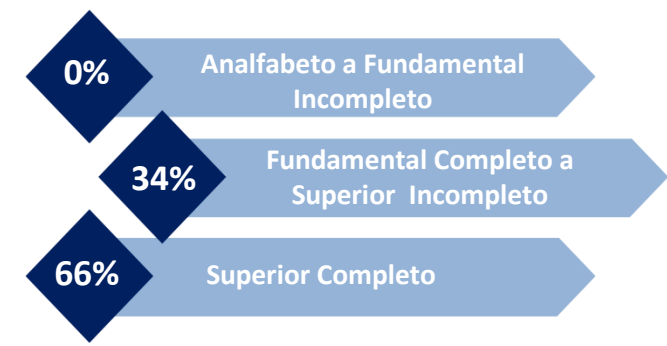 0%
Analfabeto a Fundamental
Incompleto
34%
Fundamental Completo a
Superior Incompleto
66%
Superior Completo